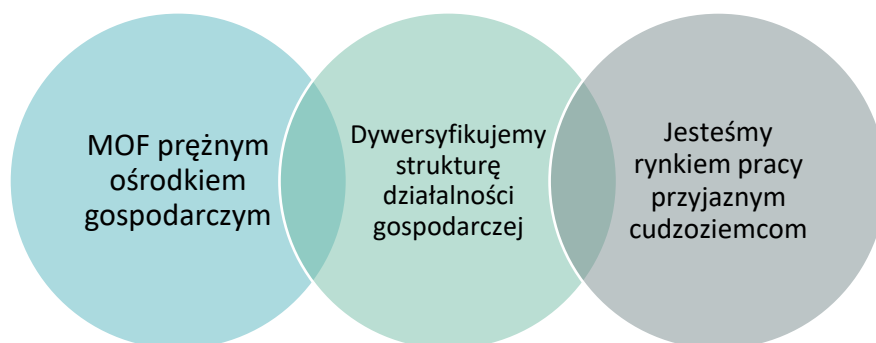 MOF prężnym
ośrodkiem
gospodarczym
Dywersyfikujemy
strukturę
działalności
gospodarczej
Jesteśmy
rynkiem pracy
przyjaznym
cudzoziemcom